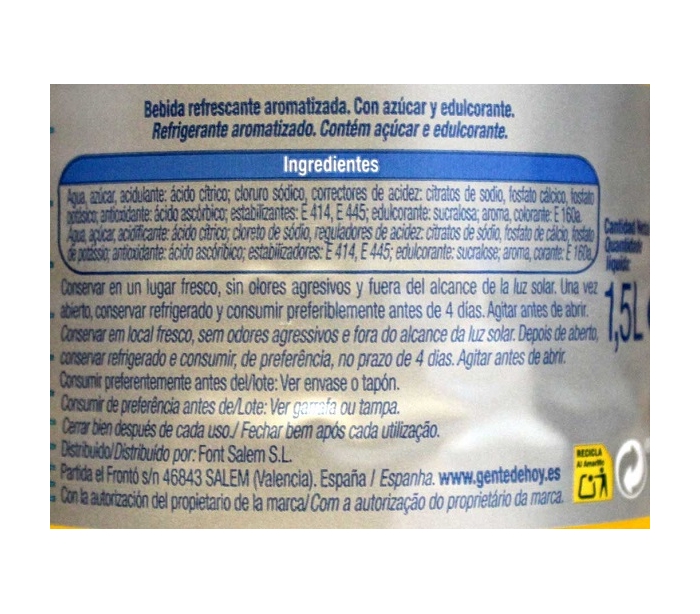 Bebida refrescante aromatizada. Con azúcar y edulcorante.
Refrigerante aromatizado. Contém açúcar e edulcorante.
Ingredientes
Agua, azúcar, acidulante: ácido cítrico; cloruro sódico, correctores de acidez: citratos de sodio, fosfato cálcico, fosfato
potásico; antioxidante: ácido ascórbico; estabilizantes: E 414, E 445; edulcorante: sucralosa; aroma, colorante: E 160a.
Água, açúcar, acidificante: ácido cítrico; cloreto de sódio, reguladores de acidez: citratos de sódio, fosfato de cálcio, fosfato
de potássio; antioxidante: ácido ascórbico; estabilizadores: E 414, E 445; edulcorante: sucralose; aroma, corante: E 160a.
Cantidad Neta
Quantidade
líquida:
1,5L
Conservar en un lugar fresco, sin olores agresivos y fuera del alcance de la luz solar. Una vez
abierto, conservar refrigerado y consumir preferiblemente antes de 4 días. Agitar antes de abrir.
Conservar em local fresco, sem odores agressivos e fora do alcance da luz solar. Depois de aberto,
conservar refrigerado e consumir, de preferência, no prazo de 4 dias. Agitar antes de abrir.
Consumir preferentemente antes del/lote: Ver envase o tapón.
Consumir de preferência antes de/Lote: Ver garrafa ou tampa.
Cerrar bien después de cada uso./ Fechar bem após cada utilização.
Distribuido/Distribuído por: Font Salem S.L.
Partida el Frontó s/n 46843 SALEM (Valencia). España / Espanha. www.gentedehoy.es
Con la autorización del propietario de la marca/ Com a autorização do proprietário da marca.
RECICLA
Al Amarillo